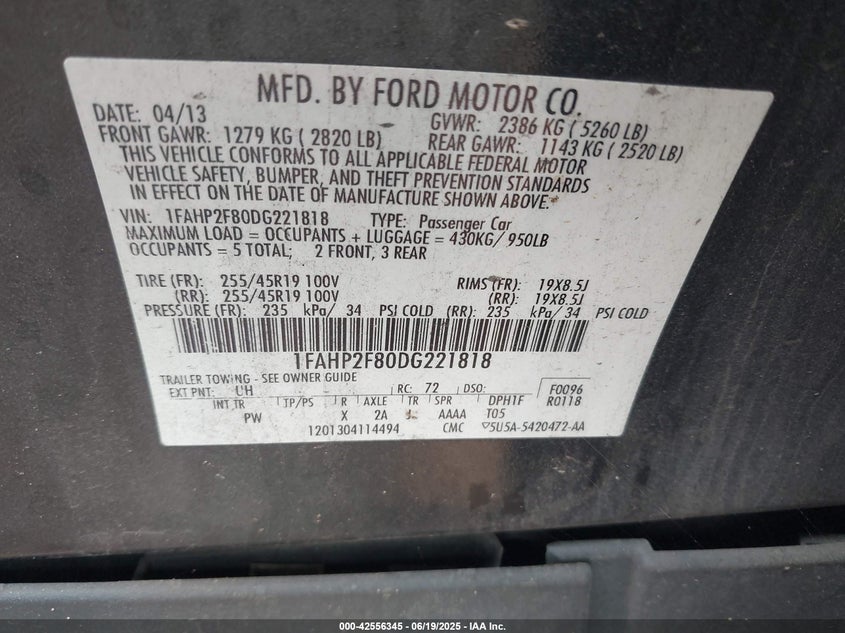 MFD. BY FORD MOTOR CO.
DATE: 04/13 GVWR: 2386 KG ( 5260 LB)
FRONT GAWR: 1279 KG ( 2820 LB) REAR GAWR: 1143 KG ( 2520 LB)
THIS VEHICLE CONFORMS TO ALL APPLICABLE FEDERAL MOTOR
VEHICLE SAFETY, BUMPER, AND THEFT PREVENTION STANDARDS
IN EFFECT ON THE DATE OF MANUFACTURE SHOWN ABOVE.
VIN: 1FAHP2F80DG221818 TYPE: Passenger Car
MAXIMUM LOAD = OCCUPANTS + LUGGAGE = 430KG/ 950LB
OCCUPANTS = 5 TOTAL; 2 FRONT, 3 REAR
TIRE (FR): 255/45R19 100V RIMS (FR): 19X8.5J
(RR): 255/45R19 100V (RR): 19X8.5J
PRESSURE (FR): 235 kPa/ 34 PSI COLD (RR): 235 kPa/ 34 PSI COLD
1FAHP2F80DG221818
TRAILER TOWING - SEE OWNER GUIDE
EXT PNT: UH RC: 72 DSO: F0096
INT TR TP/PS R AXLE TR SPR DPH1F R0118
PW X 2A AAAA T05
1201304114494 CMC 5U5A-5420472-AA
000-42556345 - 06/19/2025 - IAA Inc.